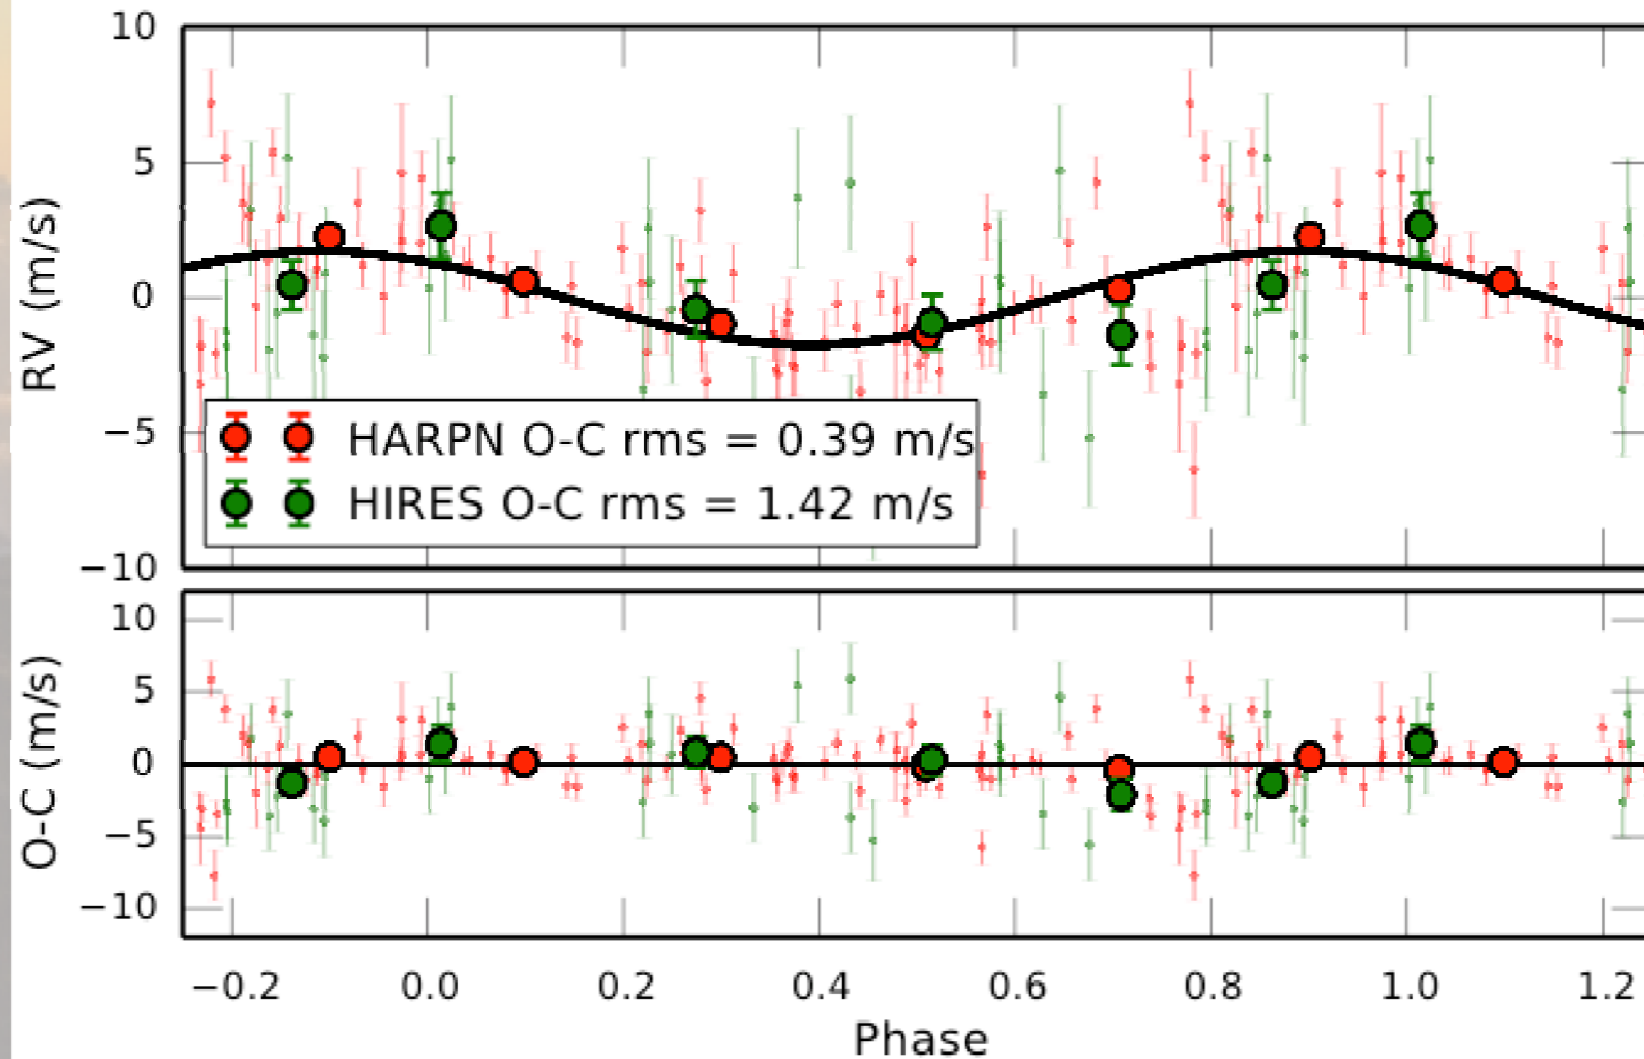 10
5
0
−5
−10
RV (m/s)
HARPN O-C rms = 0.39 m/s
HIRES O-C rms = 1.42 m/s
10
5
0
−5
−10
O-C (m/s)
−0.2 0.0 0.2 0.4 0.6 0.8 1.0 1.2
Phase